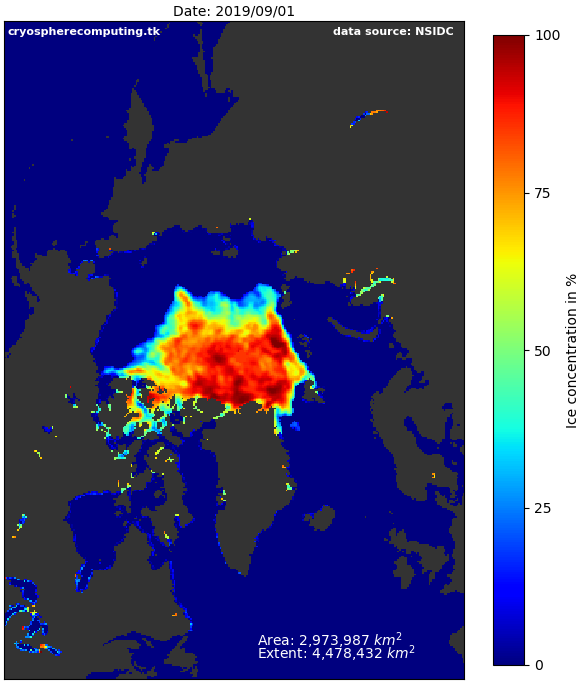 Date: 2019/09/01
cryospherecomputing.tk data source: NSIDC
100
75
50
25
0
Ice concentration in %
Area: 2,973,987 km²
Extent: 4,478,432 km²